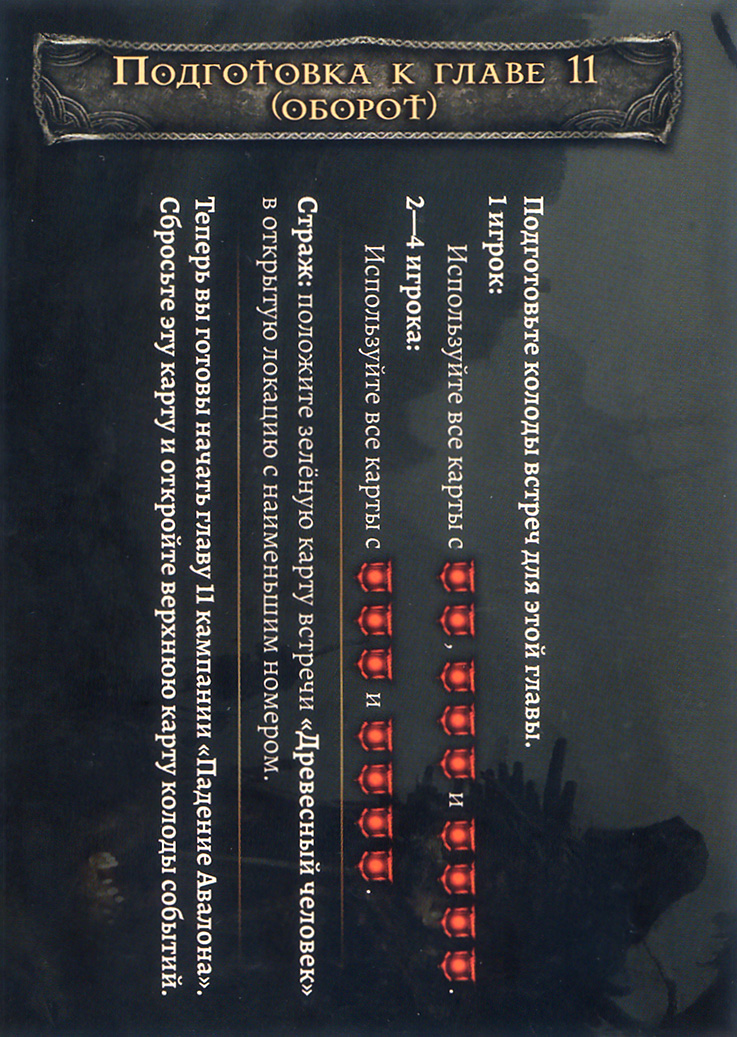 Подготовка к главе 11
(оборот)
Подготовьте колоды встреч для этой главы.
1 игрок:
Используйте все карты с , и .
2—4 игрока:
Используйте все карты с и .
Страж: положите зелёную карту встречи «Древесный человек»
в открытую локацию с наименьшим номером.
Теперь вы готовы начать главу 11 кампании «Падение Авалона».
Сбросьте эту карту и откройте верхнюю карту колоды событий.